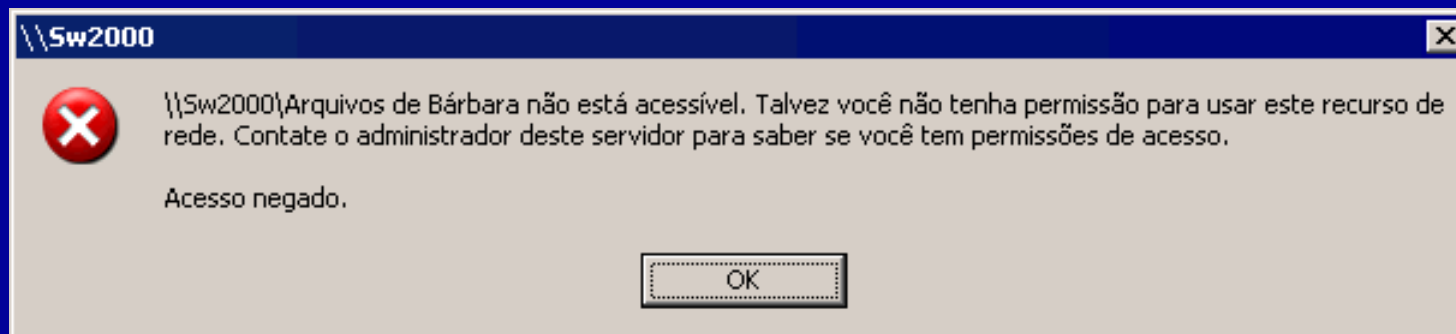 \\Sw2000
\\Sw2000\Arquivos de Bárbara não está acessível. Talvez você não tenha permissão para usar este recurso de
rede. Contate o administrador deste servidor para saber se você tem permissões de acesso.
Acesso negado.
OK